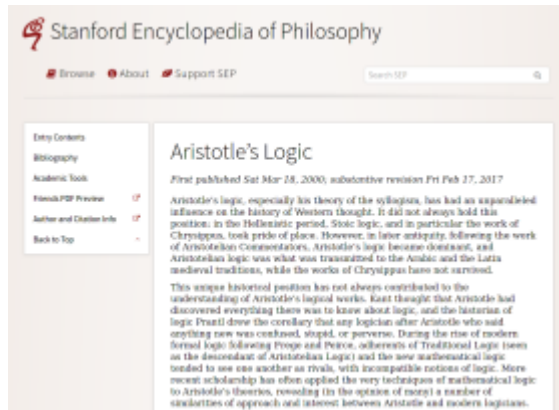 Stanford Encyclopedia of Philosophy
Browse About Support SEP
Search SEP
Entry Contents
Bibliography
Academic Tools
Friends PDF Preview
Author and Citation Info
Back to Top
Aristotle's Logic
First published Sat Mar 18, 2000; substantive revision Fri Feb 17, 2017
Aristotle's logic, especially his theory of the syllogism, has had an unparalleled
influence on the history of Western thought. It did not always hold this
position: in the Hellenistic period, Stoic logic, and in particular the work of
Chrysippus, took pride of place. However, in later antiquity, following the work
of Aristotelian Commentators, Aristotle's logic became dominant, and
Aristotelian logic was what was transmitted to the Arabic and the Latin
medieval traditions, while the works of Chrysippus have not survived.
This unique historical position has not always contributed to the
understanding of Aristotle's logical works. Kant thought that Aristotle had
discovered everything there was to know about logic, and the historian of
logic Prantl drew the corollary that any logician after Aristotle who said
anything new was confused, stupid, or perverse. During the rise of modern
formal logic following Frege and Peirce, adherents of Traditional Logic (seen
as the descendant of Aristotelian Logic) and the new mathematical logic
tended to see one another as rivals, with incompatible notions of logic. More
recent scholarship has often applied the very techniques of mathematical logic
to Aristotle's theories, revealing (in the opinion of many) a number of
similarities of approach and interest between Aristotle and modern logicians.